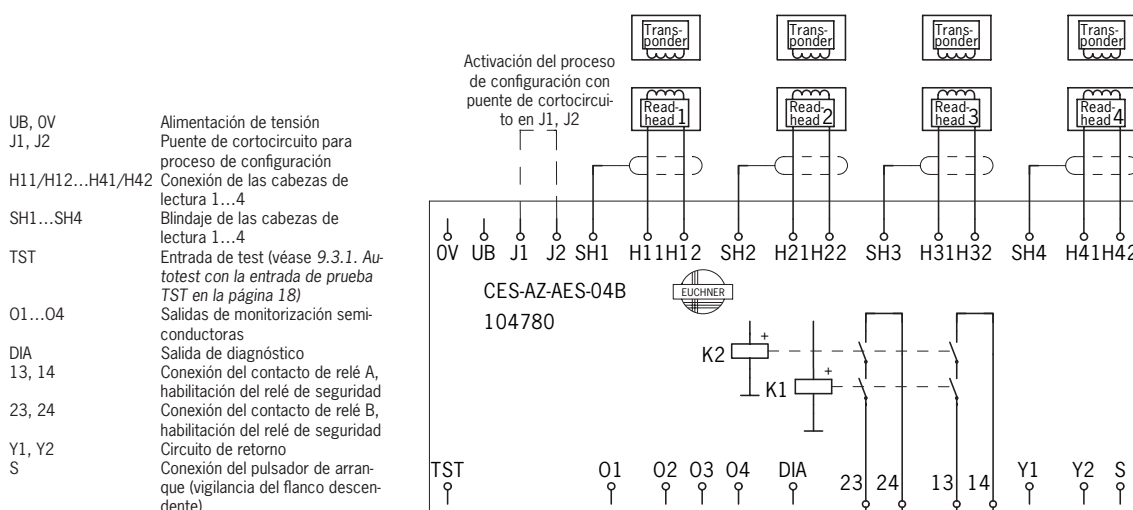 UB, 0V Alimentación de tensión
J1, J2 Puente de cortocircuito para
proceso de configuración
H11/H12...H41/H42 Conexión de las cabezas de
lectura 1...4
SH1...SH4 Blindaje de las cabezas de
lectura 1...4
TST Entrada de test (véase 9.3.1. Au-
totest con la entrada de prueba
TST en la página 18)
O1...O4 Salidas de monitorización semi-
conductoras
DIA Salida de diagnóstico
13, 14 Conexión del contacto de relé A,
habilitación del relé de seguridad
23, 24 Conexión del contacto de relé B,
habilitación del relé de seguridad
Y1, Y2 Circuito de retorno
S Conexión del pulsador de arran-
que (vigilancia del flanco descen-
dente)
Activación del proceso
de configuración con
puente de cortocircui-
to en J1, J2
Trans-
ponder
Trans-
ponder
Trans-
ponder
Trans-
ponder
Read-
head 1
Read-
head 2
Read-
head 3
Read-
head 4
0V UB J1 J2 SH1 H11 H12 SH2 H21 H22 SH3 H31 H32 SH4 H41 H42
CES-AZ-AES-04B
104780
EUCHNER
K2 +
K1 +
TST O1 O2 O3 O4 DIA 23 24 13 14 Y1 Y2 S